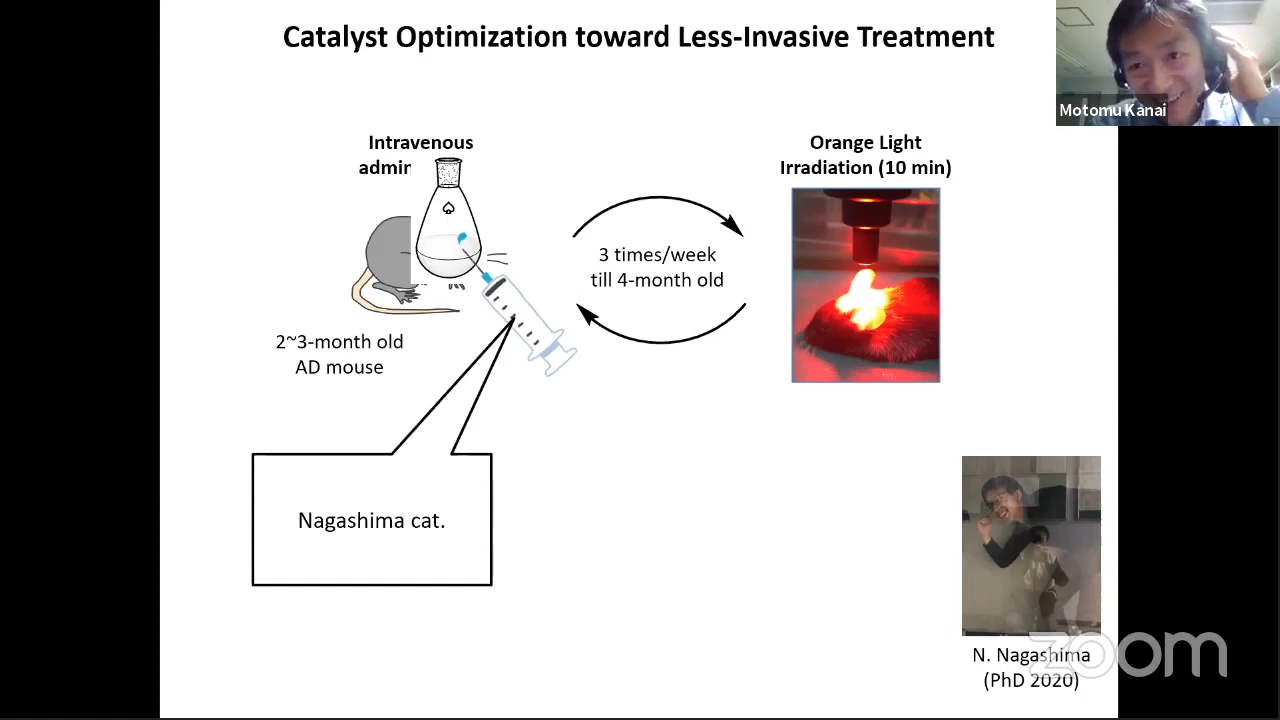 Catalyst Optimization toward Less-Invasive Treatment
Motomu Kanai
Intravenous
admin
Orange Light
Irradiation (10 min)
3 times/week
till 4-month old
2~3-month old
AD mouse
Nagashima cat.
N. Nagashima
(PhD 2020)
zoom